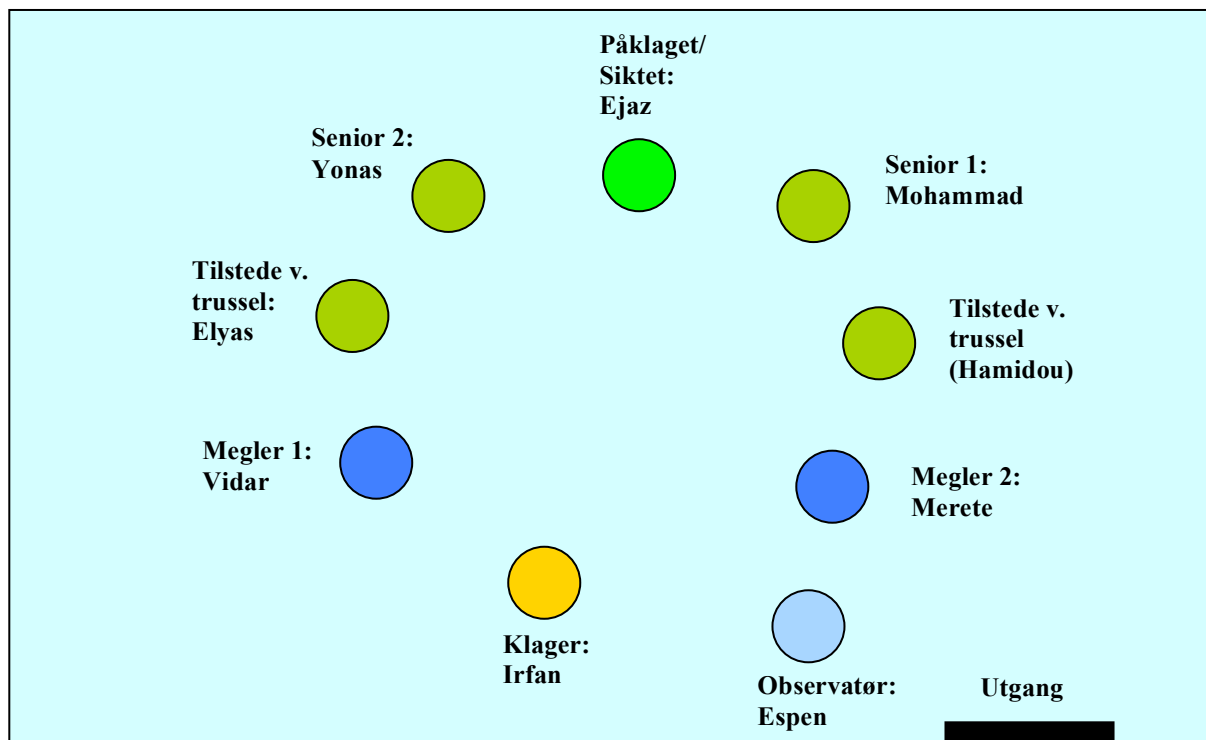 Påklaget/
Siktet:
Ejaz
Senior 2:
Yonas
Senior 1:
Mohammad
Tilstede v.
trussel:
Elyas
Tilstede v.
trussel
(Hamidou)
Megler 1:
Vidar
Megler 2:
Merete
Klager:
Irfan
Observatør:
Espen
Utgang